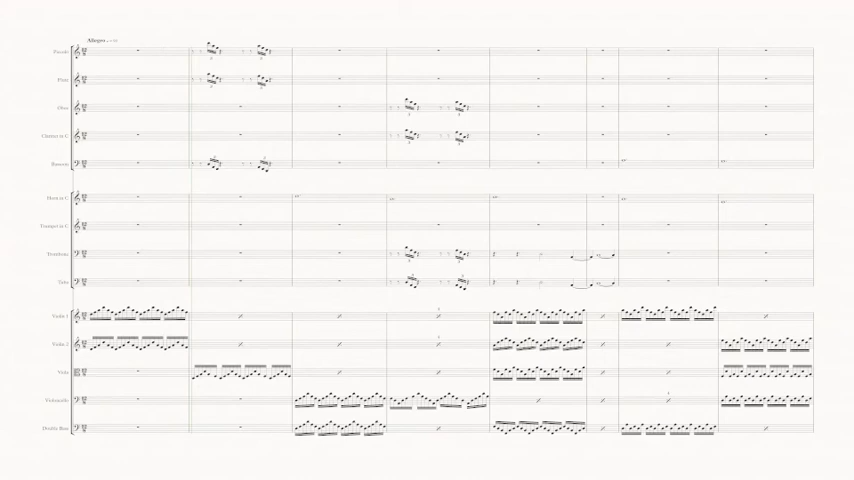 Allegro
Piccolo
Flute
Oboe
Clarinet in C
Bassoon
Horn in C
Trumpet in C
Trombone
Tuba
Violin 1
Violin 2
Viola
Violoncello
Double Bass